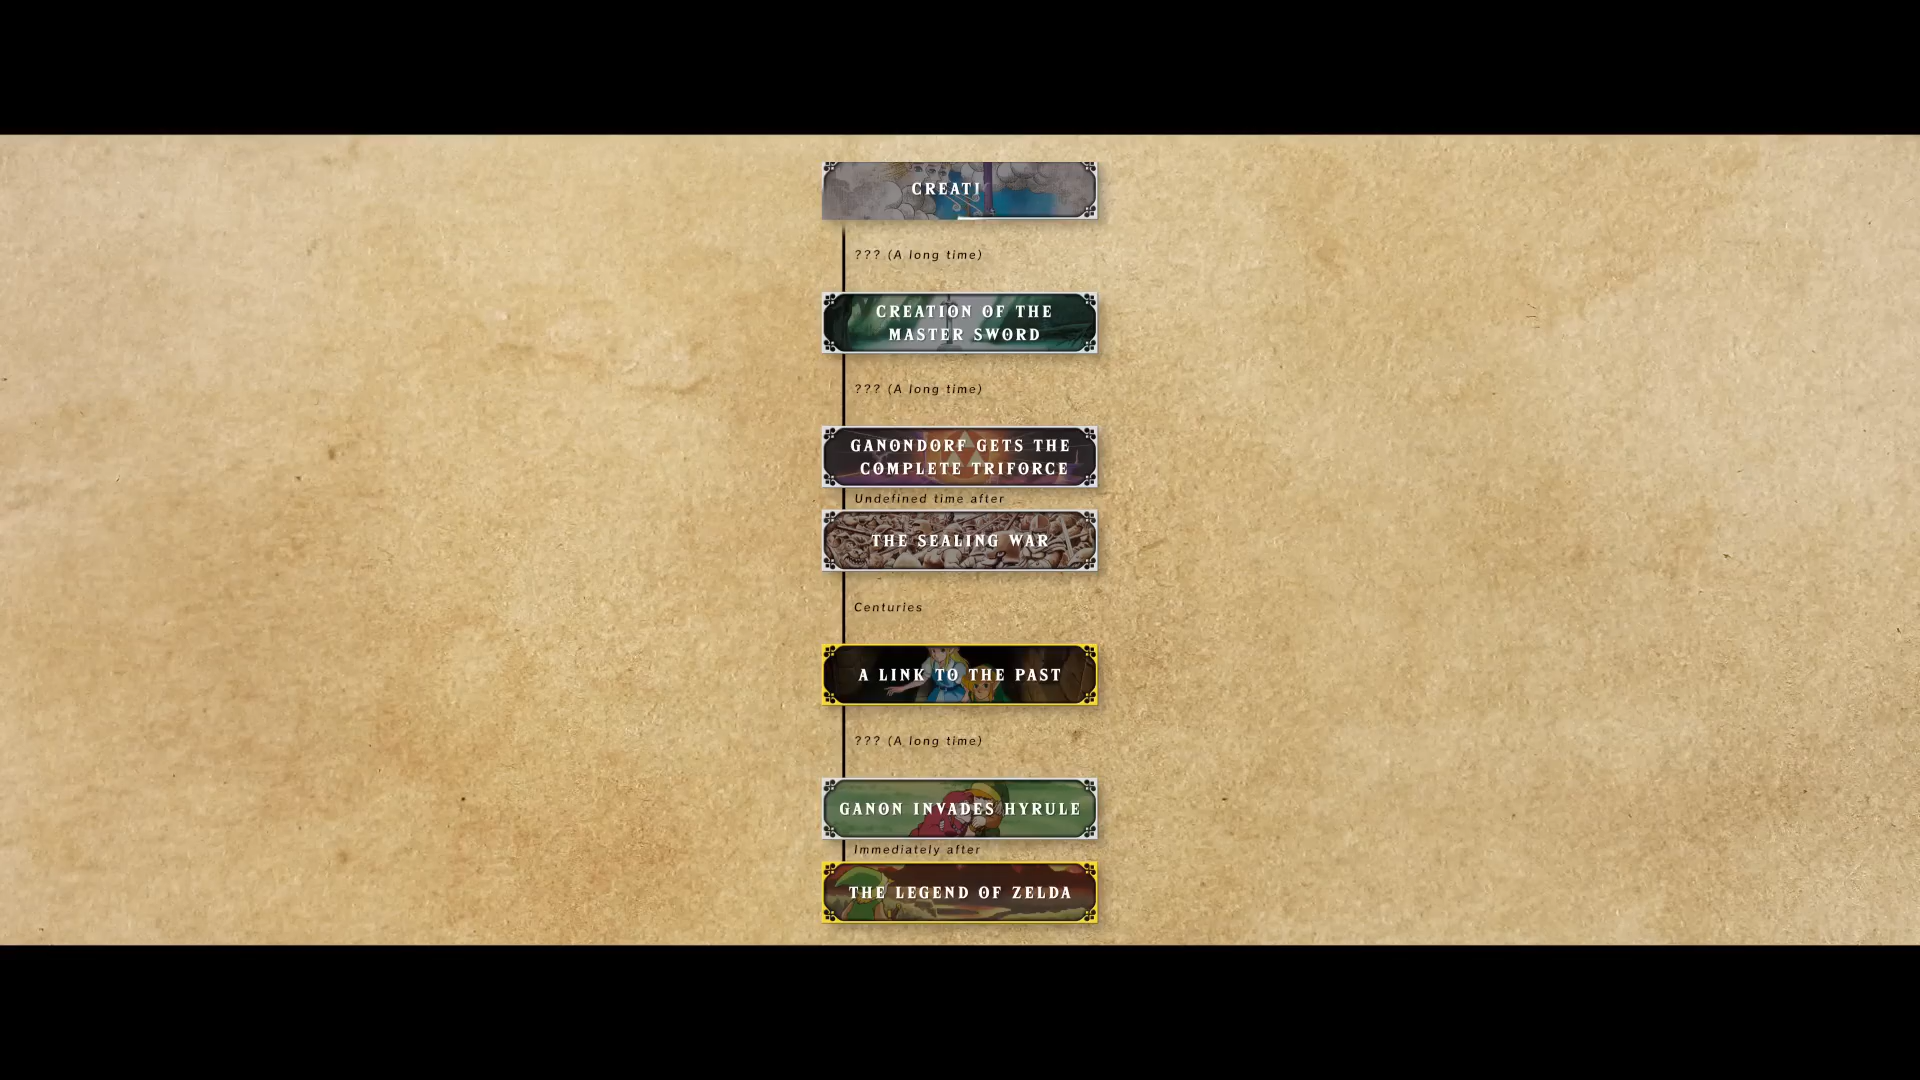 CREATI
??? (A long time)
CREATION OF THE
MASTER SWORD
??? (A long time)
GANONDORF GETS THE
COMPLETE TRIFORCE
Undefined time after
THE SEALING WAR
Centuries
A LINK TO THE PAST
??? (A long time)
GANON INVADES HYRULE
Immediately after
THE LEGEND OF ZELDA